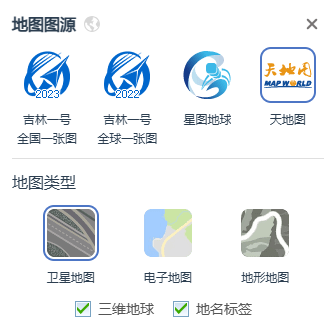 地图图源
2023
2022
天地图
MAP WORLD
吉林一号
全国一张图
吉林一号
全球一张图
星图地球
天地图
地图类型
卫星地图
电子地图
地形地图
三维地球
地名标签